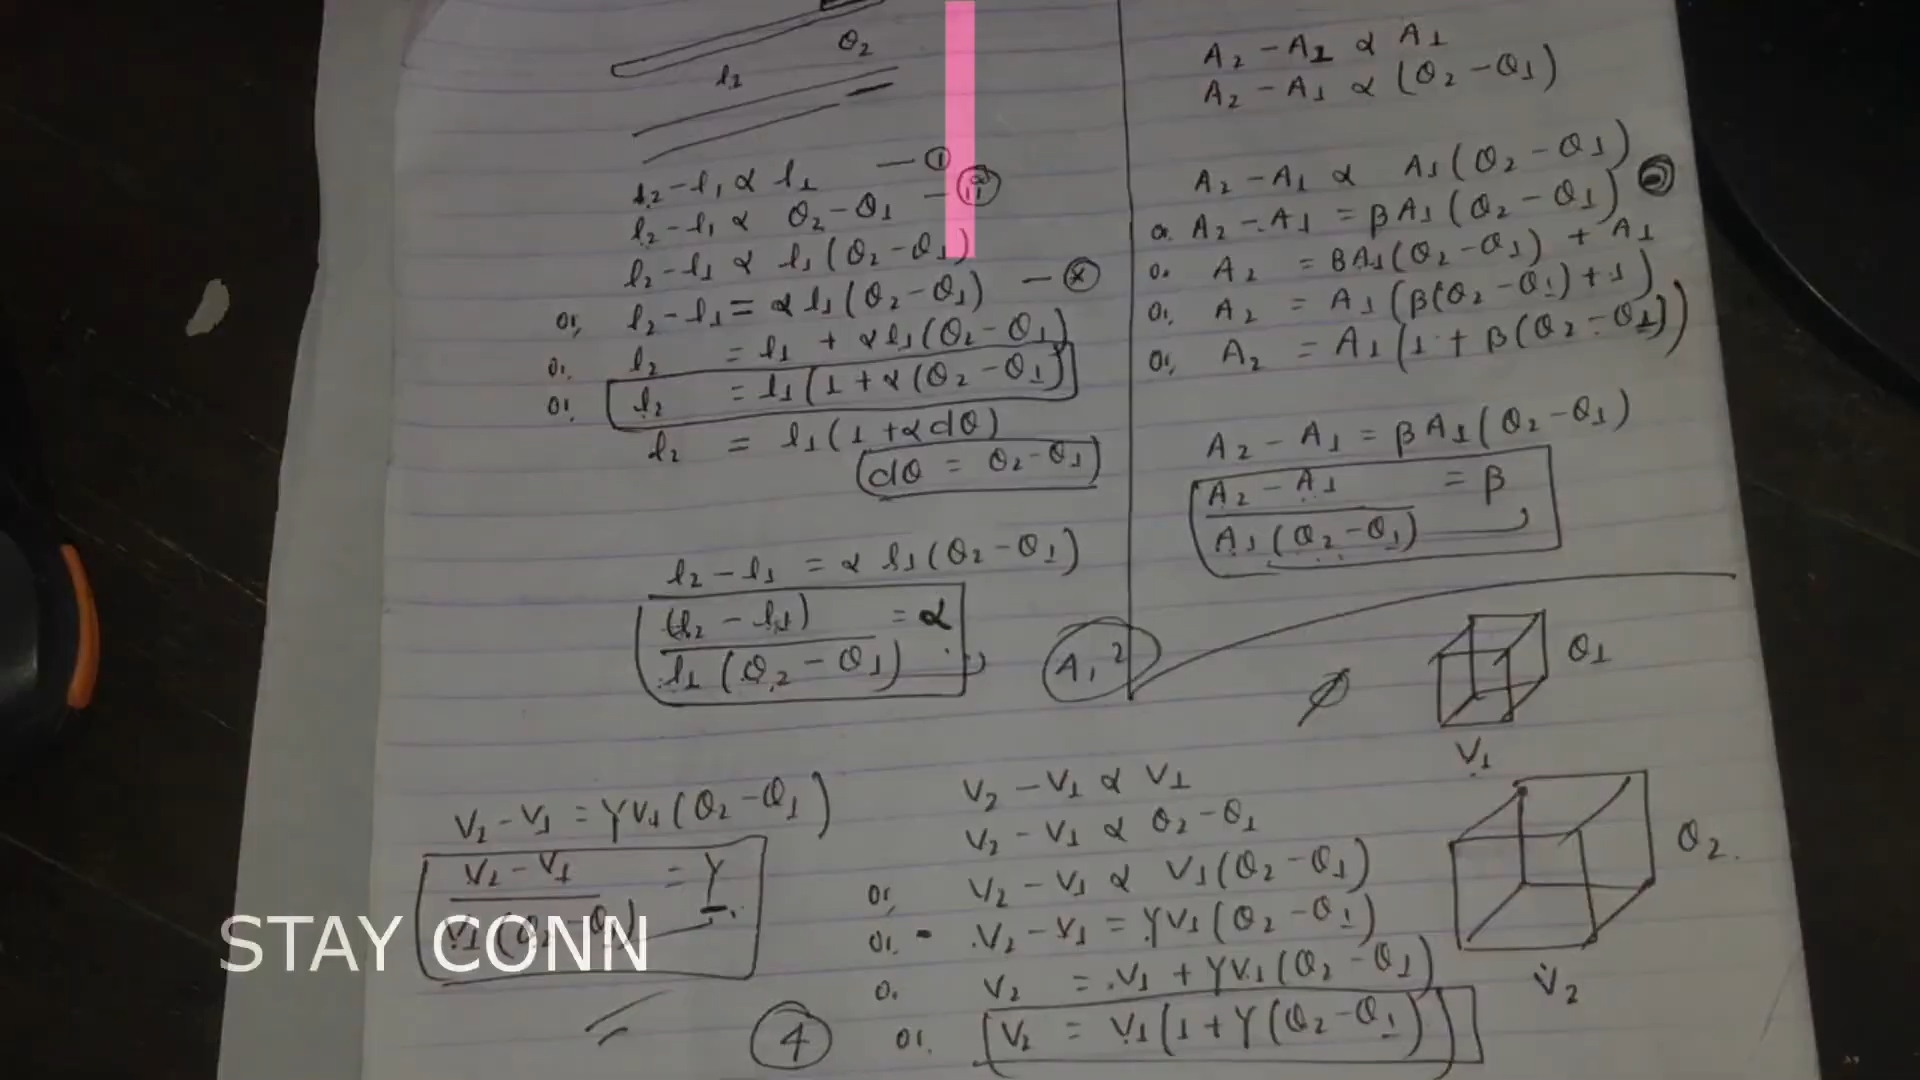 θ₂
l₂
l₂ - l₁ α l₁ — ①
l₂ - l₁ α θ₂ - θ₁ — ⑪
l₂ - l₁ α l₁ (θ₂ - θ₁)
or, l₂ - l₁ = α l₁ (θ₂ - θ₁) — ⊛
or, l₂ = l₁ + α l₁ (θ₂ - θ₁)
or, l₂ = l₁ (1 + α (θ₂ - θ₁)
l₂ = l₁ (1 + α dθ)
dθ = θ₂ - θ₁)
l₂ - l₁ = α l₁ (θ₂ - θ₁)
(l₂ - l₁) = α
l₁ (θ₂ - θ₁)
A₂ - A₁ α A₁
A₂ - A₁ α (θ₂ - θ₁)
A₂ - A₁ α A₁ (θ₂ - θ₁)
or A₂ - A₁ = β A₁ (θ₂ - θ₁)
or A₂ = β A₁ (θ₂ - θ₁) + A₁
or, A₂ = A₁ (β (θ₂ - θ₁) + 1)
or, A₂ = A₁ (1 + β (θ₂ - θ₁))
A₂ - A₁ = β A₁ (θ₂ - θ₁)
A₂ - A₁ = β
A₁ (θ₂ - θ₁)
A₁ ²
θ₁
V₁
θ₂
V₂
V₂ - V₁ = γ V₁ (θ₂ - θ₁)
V₂ - V₁ = γ
V₁ (θ₂ - θ₁)
STAY CONN
V₂ - V₁ α V₁
V₂ - V₁ α θ₂ - θ₁
or, V₂ - V₁ α V₁ (θ₂ - θ₁)
or, V₂ - V₁ = γ V₁ (θ₂ - θ₁)
or V₂ = V₁ + γ V₁ (θ₂ - θ₁)
or. V₂ = V₁ (1 + γ (θ₂ - θ₁))
4